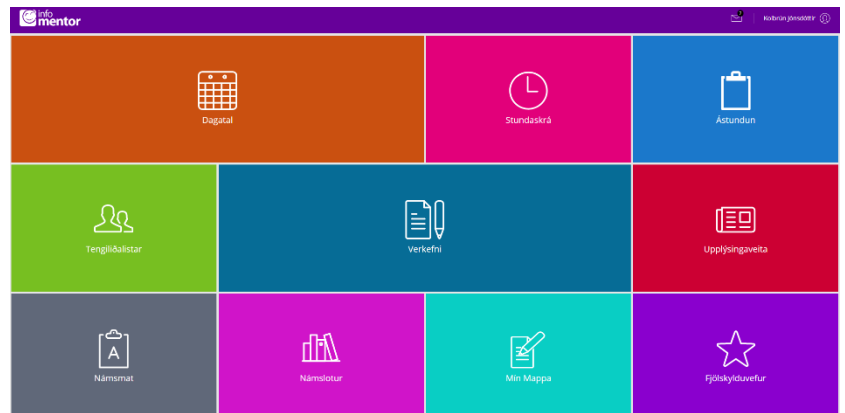 info
mentor
Kolbrún Jónsdóttir
Dagatal
Stundaskrá
Ástundun
Tengiliðalistar
Verkefni
Upplýsingaveita
A
Námsmat
Námslotur
Mín Mappa
Fjölskylduvefur